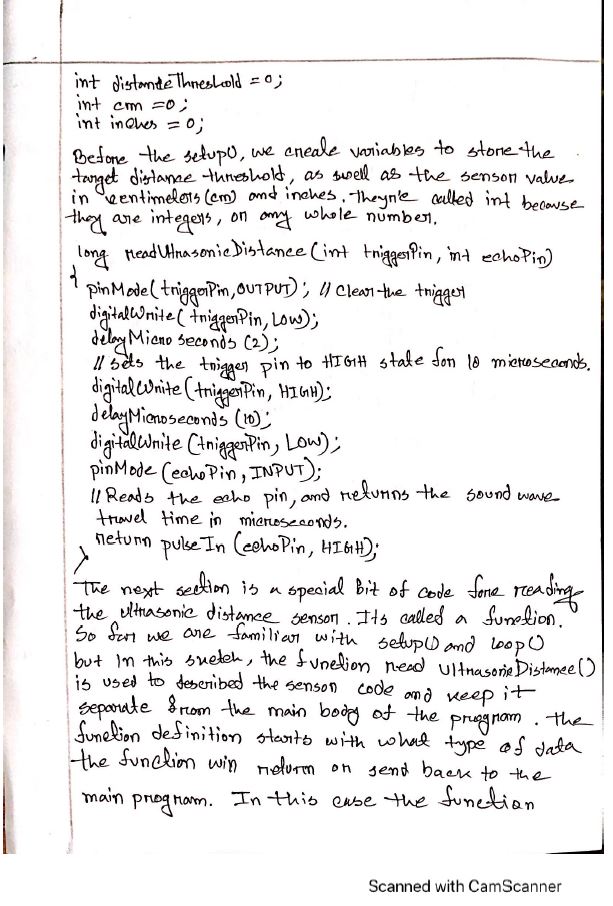 int distanceThreshold = 0;
int cm = 0;
int inches = 0;
Before the setup(), we create variables to store the
target distance threshold, as swell as the sensor value
in centimeters (cm) and inches. They're called int because
they are integers, or any whole number.
long readUltrasonicDistance (int triggerPin, int echoPin)
{
pinMode( triggerPin, OUTPUT); // Clear the trigger
digitalWrite( triggerPin, Low);
delayMicro seconds (2);
// sets the trigger pin to HIGH state for 10 microseconds.
digitalWrite (triggerPin, HIGH);
delayMicroseconds (10);
digitalWrite (triggerPin, Low);
pinMode (echoPin, INPUT);
// Reads the echo pin, and returns the sound wave
travel time in microseconds.
return pulseIn (echoPin, HIGH);
}
The next section is a special Bit of code fore reading
the ultrasonic distance sensor. Its called a function.
So far we are familiar with setup() and loop()
but In this sketch, the function read UltrasonicDistance()
is used to described the sensor code and keep it
separate from the main body of the program. the
function definition starts with what type of data
the function win return or send back to the
main program. In this case the function
Scanned with CamScanner